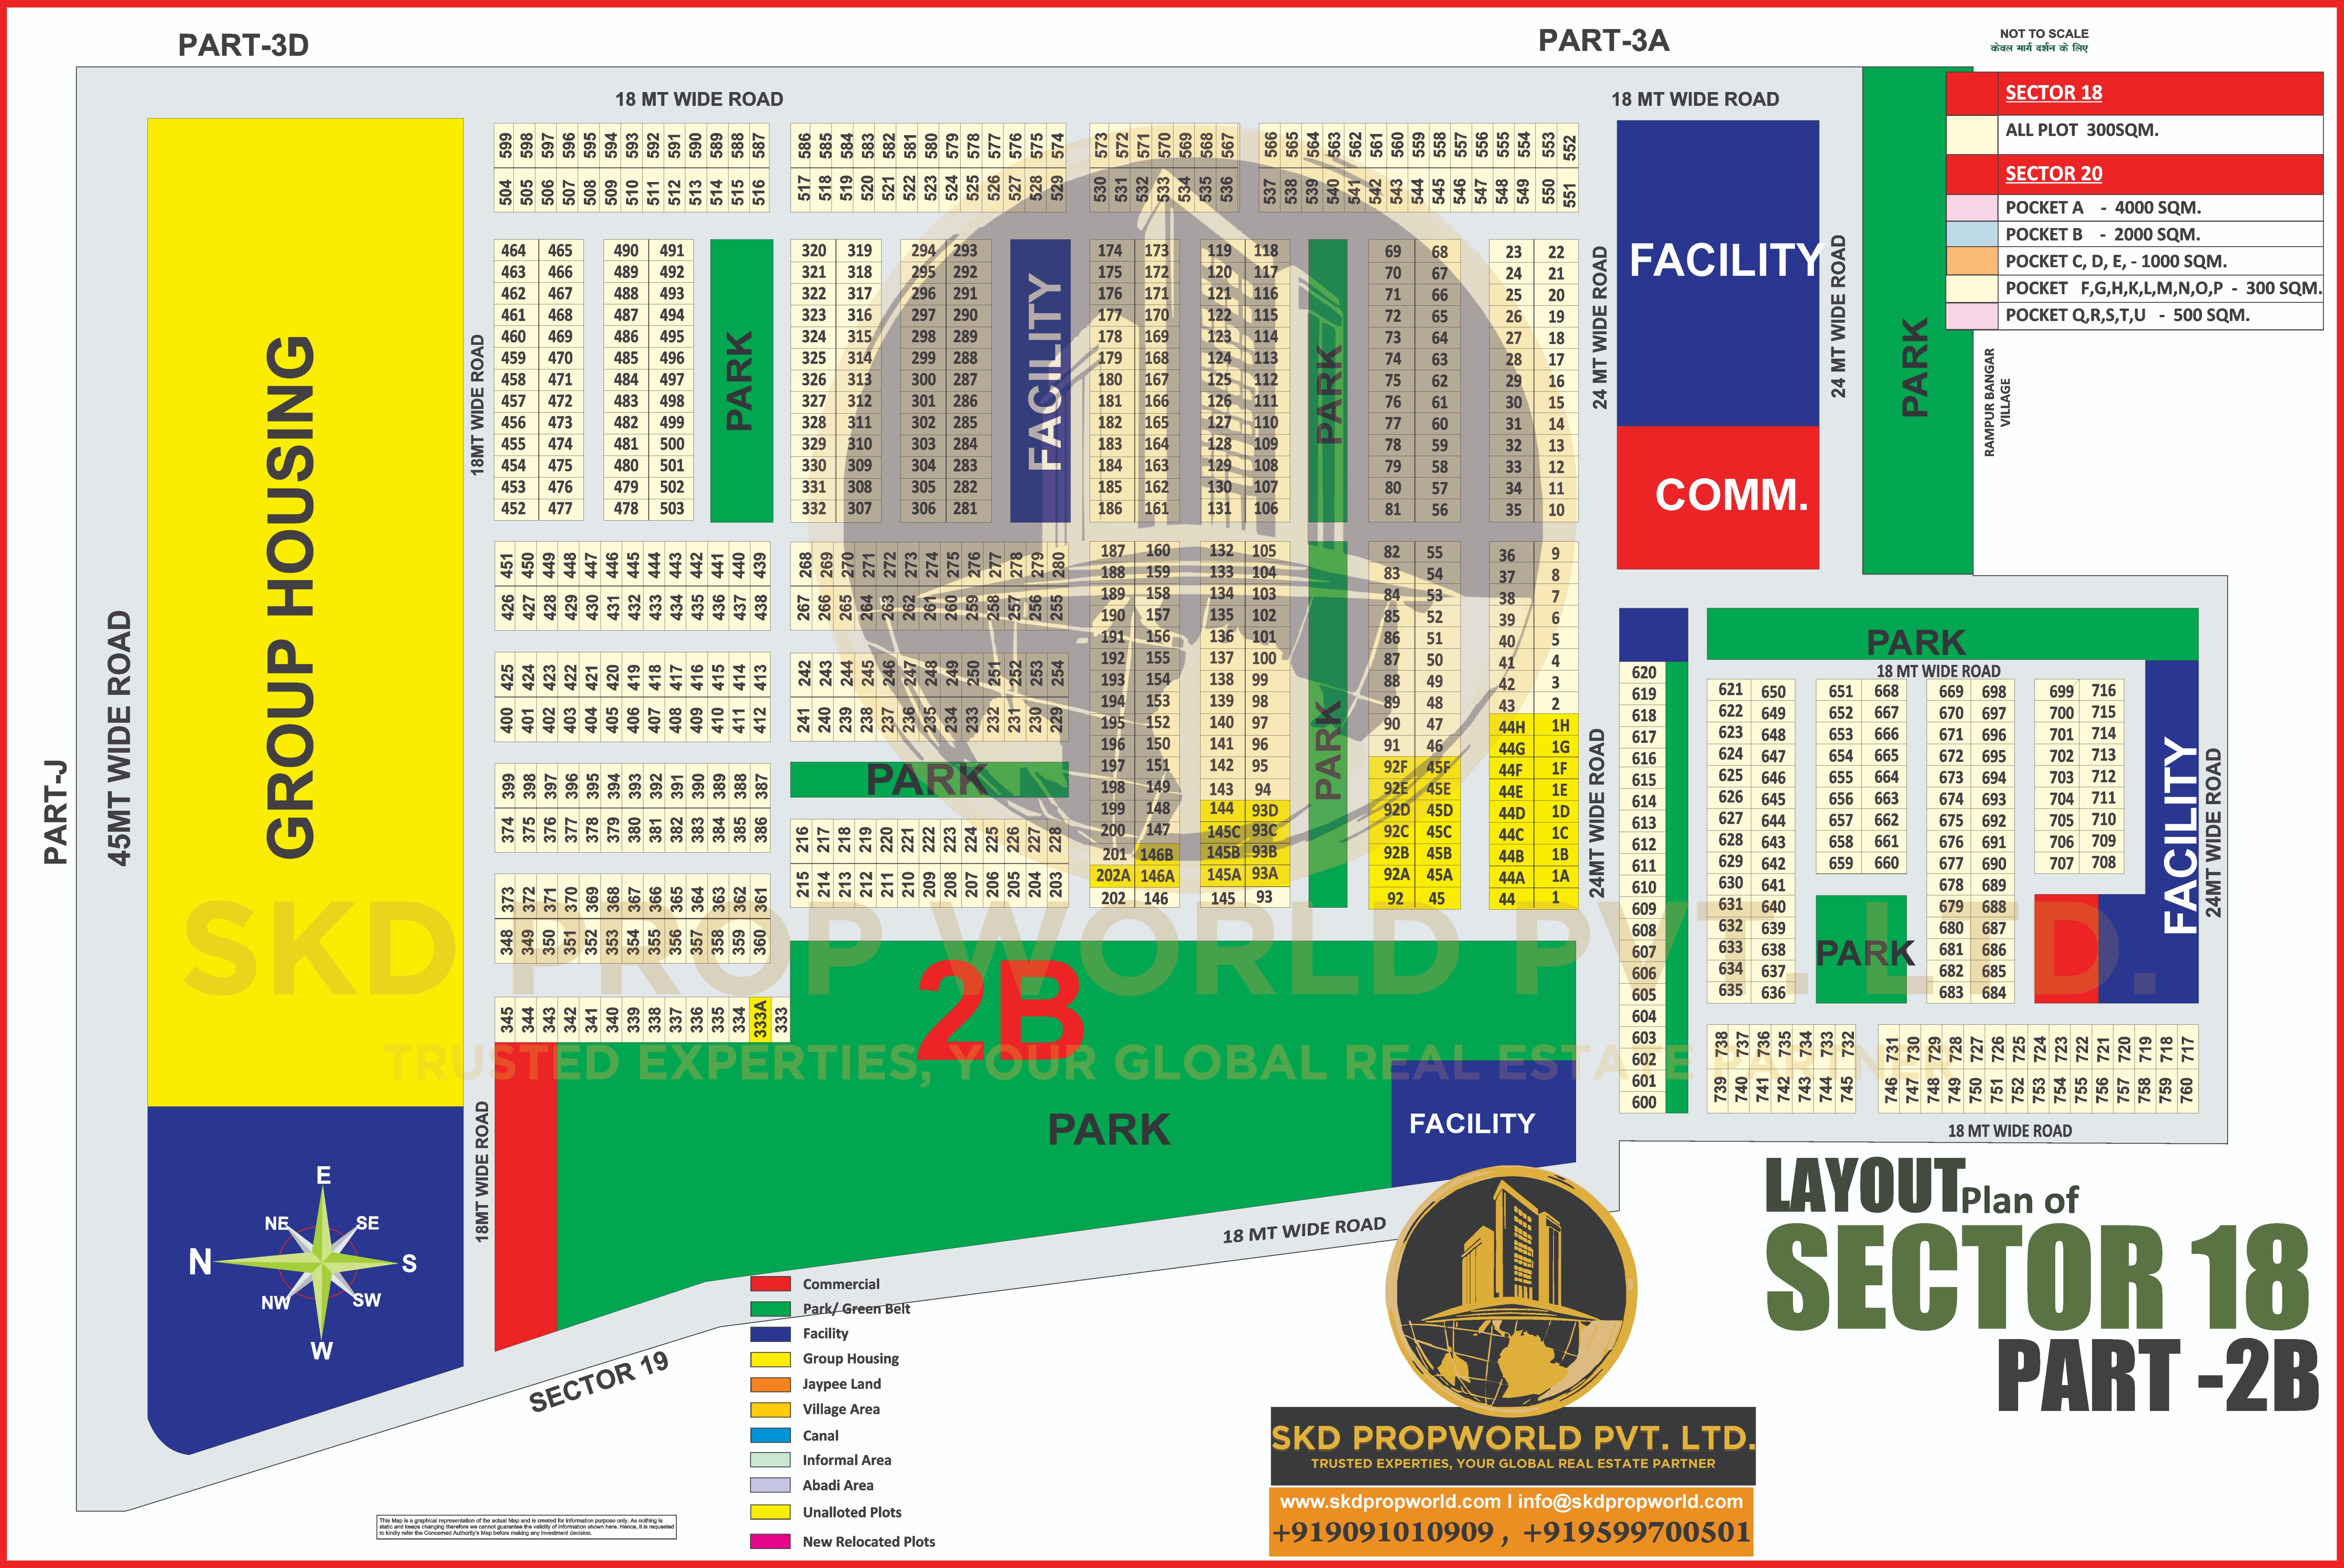 PART-3D
PART-3A
NOT TO SCALE
केवल मार्ग दर्शन के लिए
SECTOR 18
ALL PLOT 300SQM.
SECTOR 20
POCKET A - 4000 SQM.
POCKET B - 2000 SQM.
POCKET C, D, E, - 1000 SQM.
POCKET F,G,H,K,L,M,N,O,P - 300 SQM.
POCKET Q,R,S,T,U - 500 SQM.
18 MT WIDE ROAD
18 MT WIDE ROAD
599 598 597 596 595 594 593 592 591 590 589 588 587
504 505 506 507 508 509 510 511 512 513 514 515 516
586 585 584 583 582 581 580 579 578 577 576 575 574
517 518 519 520 521 522 523 524 525 526 527 528 529
573 572 571 570 569 568 567
530 531 532 533 534 535 536
566 565 564 563 562 561 560 559 558 557 556 555 554 553 552
537 538 539 540 541 542 543 544 545 546 547 548 549 550 551
PART-J
45MT WIDE ROAD
GROUP HOUSING
18MT WIDE ROAD
464 465 490 491
463 466 489 492
462 467 488 493
461 468 487 494
460 469 486 495
459 470 485 496
458 471 484 497
457 472 483 498
456 473 482 499
455 474 481 500
454 475 480 501
453 476 479 502
452 477 478 503
PARK
320 319 294 293
321 318 295 292
322 317 296 291
323 316 297 290
324 315 298 289
325 314 299 288
326 313 300 287
327 312 301 286
328 311 302 285
329 310 303 284
330 309 304 283
331 308 305 282
332 307 306 281
FACILITY
174 173 119 118
175 172 120 117
176 171 121 116
177 170 122 115
178 169 123 114
179 168 124 113
180 167 125 112
181 166 126 111
182 165 127 110
183 164 128 109
184 163 129 108
185 162 130 107
186 161 131 106
PARK
69 68 23 22
70 67 24 21
71 66 25 20
72 65 26 19
73 64 27 18
74 63 28 17
75 62 29 16
76 61 30 15
77 60 31 14
78 59 32 13
79 58 33 12
80 57 34 11
81 56 35 10
24 MT WIDE ROAD
FACILITY
COMM.
24 MT WIDE ROAD
PARK
RAMPUR BANGAR
VILLAGE
451 450 449 448 447 446 445 444 443 442 441 440 439
426 427 428 429 430 431 432 433 434 435 436 437 438
425 424 423 422 421 420 419 418 417 416 415 414 413
400 401 402 403 404 405 406 407 408 409 410 411 412
399 398 397 396 395 394 393 392 391 390 389 388 387
374 375 376 377 378 379 380 381 382 383 384 385 386
373 372 371 370 369 368 367 366 365 364 363 362 361
348 349 350 351 352 353 354 355 356 357 358 359 360
345 344 343 342 341 340 339 338 337 336 335 334 333A 333
268 269 270 271 272 273 274 275 276 277 278 279 280
267 266 265 264 263 262 261 260 259 258 257 256 255
242 243 244 245 246 247 248 249 250 251 252 253 254
241 240 239 238 237 236 235 234 233 232 231 230 229
PARK
216 217 218 219 220 221 222 223 224 225 226 227 228
215 214 213 212 211 210 209 208 207 206 205 204 203
187 160 132 105
188 159 133 104
189 158 134 103
190 157 135 102
191 156 136 101
192 155 137 100
193 154 138 99
194 153 139 98
195 152 140 97
196 150 141 96
197 151 142 95
198 149 143 94
199 148 144 93D
200 147 145C 93C
201 146B 145B 93B
202A 146A 145A 93A
202 146 145 93
PARK
82 55 36 9
83 54 37 8
84 53 38 7
85 52 39 6
86 51 40 5
87 50 41 4
88 49 42 3
89 48 43 2
90 47 44H 1H
91 46 44G 1G
92F 45F 44F 1F
92E 45E 44E 1E
92D 45D 44D 1D
92C 45C 44C 1C
92B 45B 44B 1B
92A 45A 44A 1A
92 45 44 1
24MT WIDE ROAD
620
619
618
617
616
615
614
613
612
611
610
609
608
607
606
605
604
603
602
601
600
PARK
18 MT WIDE ROAD
621 650 651 668 669 698 699 716
622 649 652 667 670 697 700 715
623 648 653 666 671 696 701 714
624 647 654 665 672 695 702 713
625 646 655 664 673 694 703 712
626 645 656 663 674 693 704 711
627 644 657 662 675 692 705 710
628 643 658 661 676 691 706 709
629 642 659 660 677 690 707 708
630 641 678 689
631 640 679 688
632 639 680 687
633 638 681 686
634 637 682 685
635 636 683 684
PARK
FACILITY
24MT WIDE ROAD
738 737 736 735 734 733 732
739 740 741 742 743 744 745
731 730 729 728 727 726 725 724 723 722 721 720 719 718 717
746 747 748 749 750 751 752 753 754 755 756 757 758 759 760
18 MT WIDE ROAD
SKD PROP WORLD PVT. LTD.
TRUSTED EXPERTIES, YOUR GLOBAL REAL ESTATE PARTNER
2B
PARK
FACILITY
18MT WIDE ROAD
18 MT WIDE ROAD
SECTOR 19
E
NE SE
N S
NW SW
W
Commercial
Park/ Green Belt
Facility
Group Housing
Jaypee Land
Village Area
Canal
Informal Area
Abadi Area
Unalloted Plots
New Relocated Plots
This Map is a graphical representation of the actual Map and is created for information purpose only. As nothing is
static and keeps changing therefore we cannot guarantee the validity of information shown here. Hence, it is requested
to kindly refer the Concerned Authority's Map before making any investment decision.
SKD PROPWORLD PVT. LTD.
TRUSTED EXPERTIES, YOUR GLOBAL REAL ESTATE PARTNER
www.skdpropworld.com I info@skdpropworld.com
+919091010909 , +919599700501
LAYOUT Plan of
SECTOR 18
PART -2B